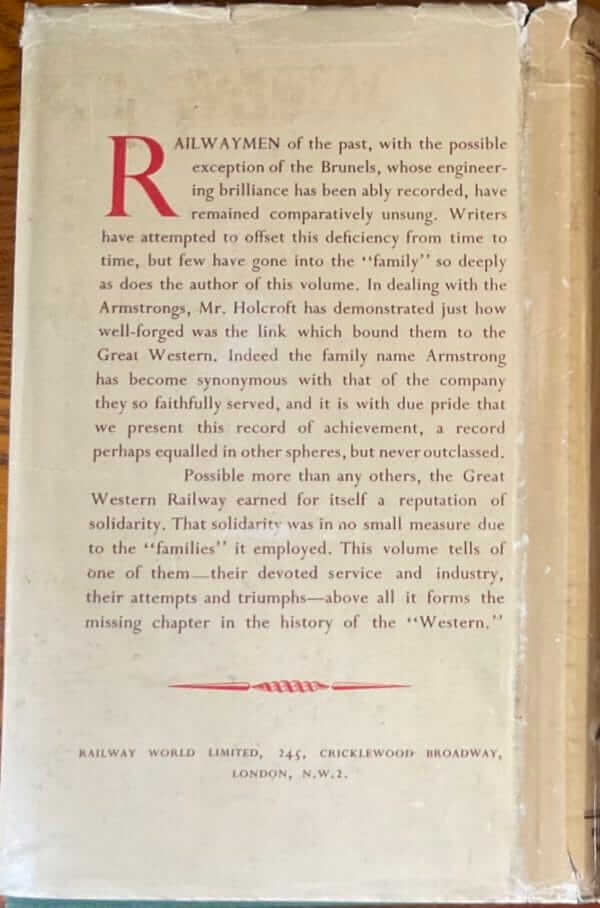 RAILWAYMEN of the past, with the possible
exception of the Brunels, whose engineer-
ing brilliance has been ably recorded, have
remained comparatively unsung. Writers
have attempted to offset this deficiency from time to
time, but few have gone into the “family” so deeply
as does the author of this volume. In dealing with the
Armstrongs, Mr. Holcroft has demonstrated just how
well-forged was the link which bound them to the
Great Western. Indeed the family name Armstrong
has become synonymous with that of the company
they so faithfully served, and it is with due pride that
we present this record of achievement, a record
perhaps equalled in other spheres, but never outclassed.
Possible more than any others, the Great
Western Railway earned for itself a reputation of
solidarity. That solidarity was in no small measure due
to the “families” it employed. This volume tells of
one of them—their devoted service and industry,
their attempts and triumphs—above all it forms the
missing chapter in the history of the “Western.”
RAILWAY WORLD LIMITED, 245, CRICKLEWOOD BROADWAY,
LONDON, N.W.2.